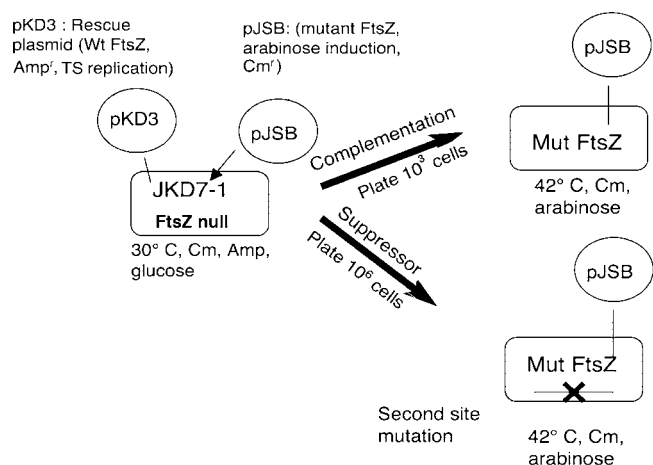 pKD3 : Rescue
plasmid (Wt FtsZ,
Ampʳ, TS replication)
pJSB: (mutant FtsZ,
arabinose induction,
Cmʳ)
pKD3
pJSB
JKD7-1
FtsZ null
30° C, Cm, Amp,
glucose
Complementation
Plate 10³ cells
Suppressor
Plate 10⁶ cells
pJSB
Mut FtsZ
42° C, Cm,
arabinose
pJSB
Mut FtsZ
Second site
mutation
42° C, Cm,
arabinose